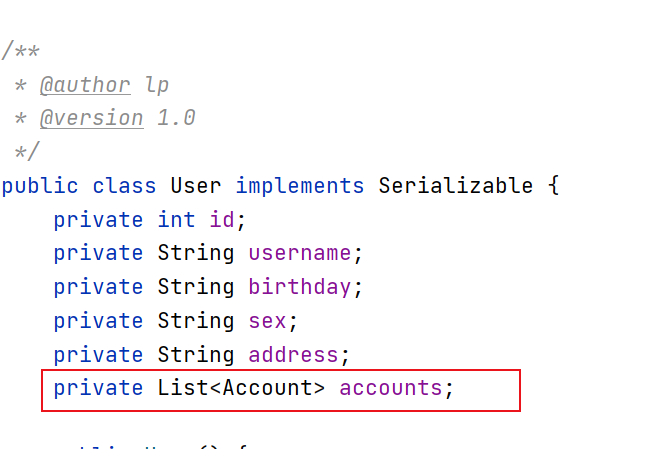 /**
 * @author lp
 * @version 1.0
 */
public class User implements Serializable {
    private int id;
    private String username;
    private String birthday;
    private String sex;
    private String address;
    private List<Account> accounts;